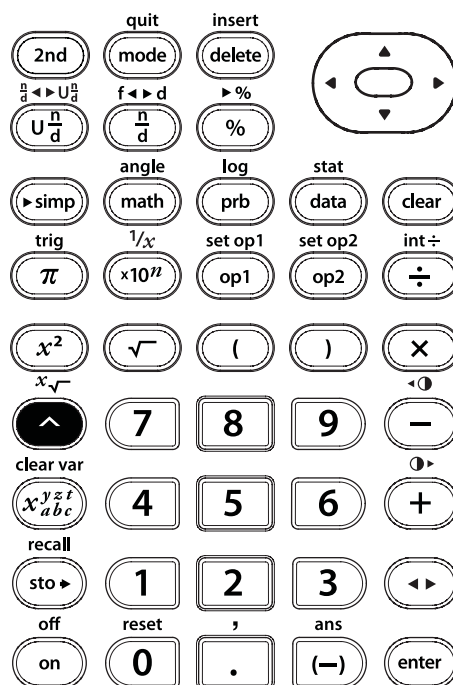 quit insert
2nd mode delete
n/d ◄► U n/d f◄►d ►%
U n/d n/d %
angle log stat
►simp math prb data clear
trig 1/x set op1 set op2 int÷
π ×10ⁿ op1 op2 ÷
x² √ ( ) ×
ˣ√ ◄◑
^ 7 8 9 −
clear var ◑►
x y z t a b c 4 5 6 +
recall
sto► 1 2 3 ◄►
off reset , ans
on 0 . (−) enter